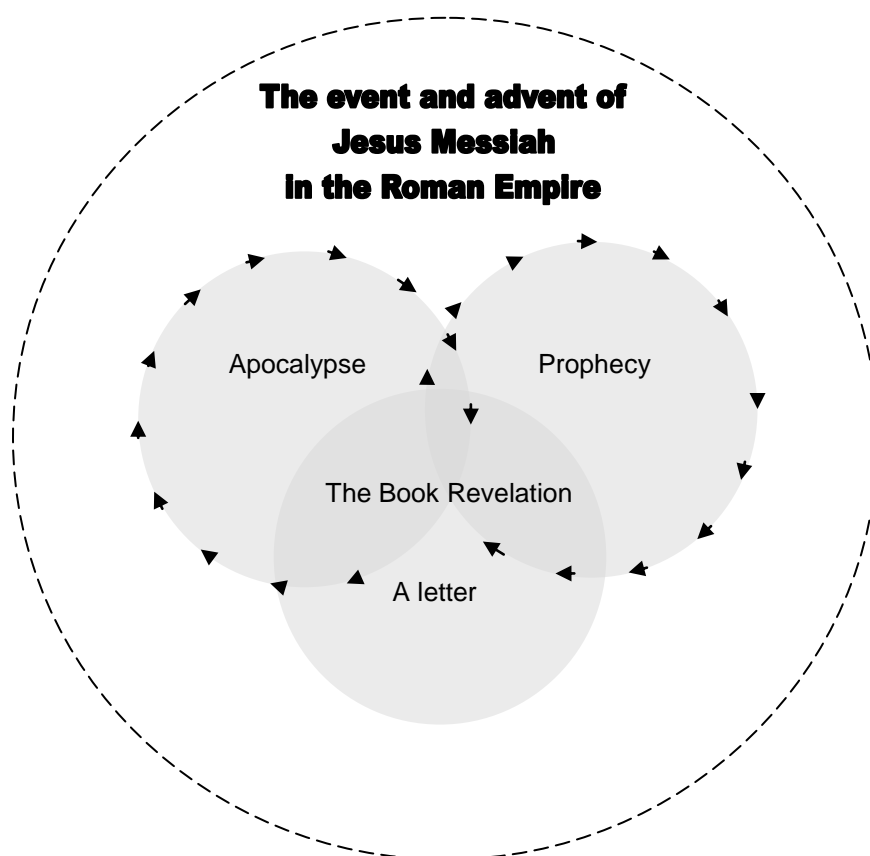 The event and advent of
Jesus Messiah
in the Roman Empire
Apocalypse
Prophecy
The Book Revelation
A letter